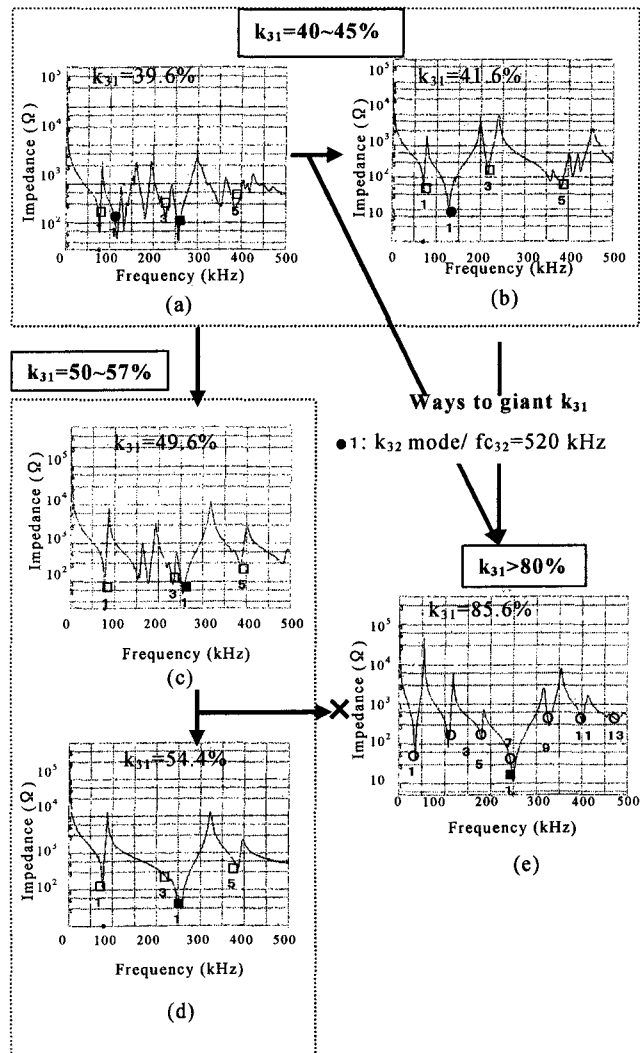 k31=40~45%
k31=39.6%
Impedance (Ω)
10^5
10^4
10^3
10^2
0 100 200 300 400 500
Frequency (kHz)
1 1 3 5
(a)
k31=41.6%
Impedance (Ω)
10^5
10^4
10^3
10^2
10
0 100 200 300 400 500
Frequency (kHz)
1 1 3 5
(b)
k31=50~57%
Ways to giant k31
●1: k32 mode/ fc32=520 kHz
k31=49.6%
Impedance (Ω)
10^5
10^4
10^3
10^2
0 100 200 300 400 500
Frequency (kHz)
1 3 1 5
(c)
k31>80%
k31=85.6%
Impedance (Ω)
10^5
10^4
10^3
10^2
10
0 100 200 300 400 500
Frequency (kHz)
1 3 5 7 1 9 11 13
(e)
k31=54.4%
Impedance (Ω)
10^5
10^4
10^3
10^2
0 100 200 300 400 500
Frequency (kHz)
1 3 1 5
(d)